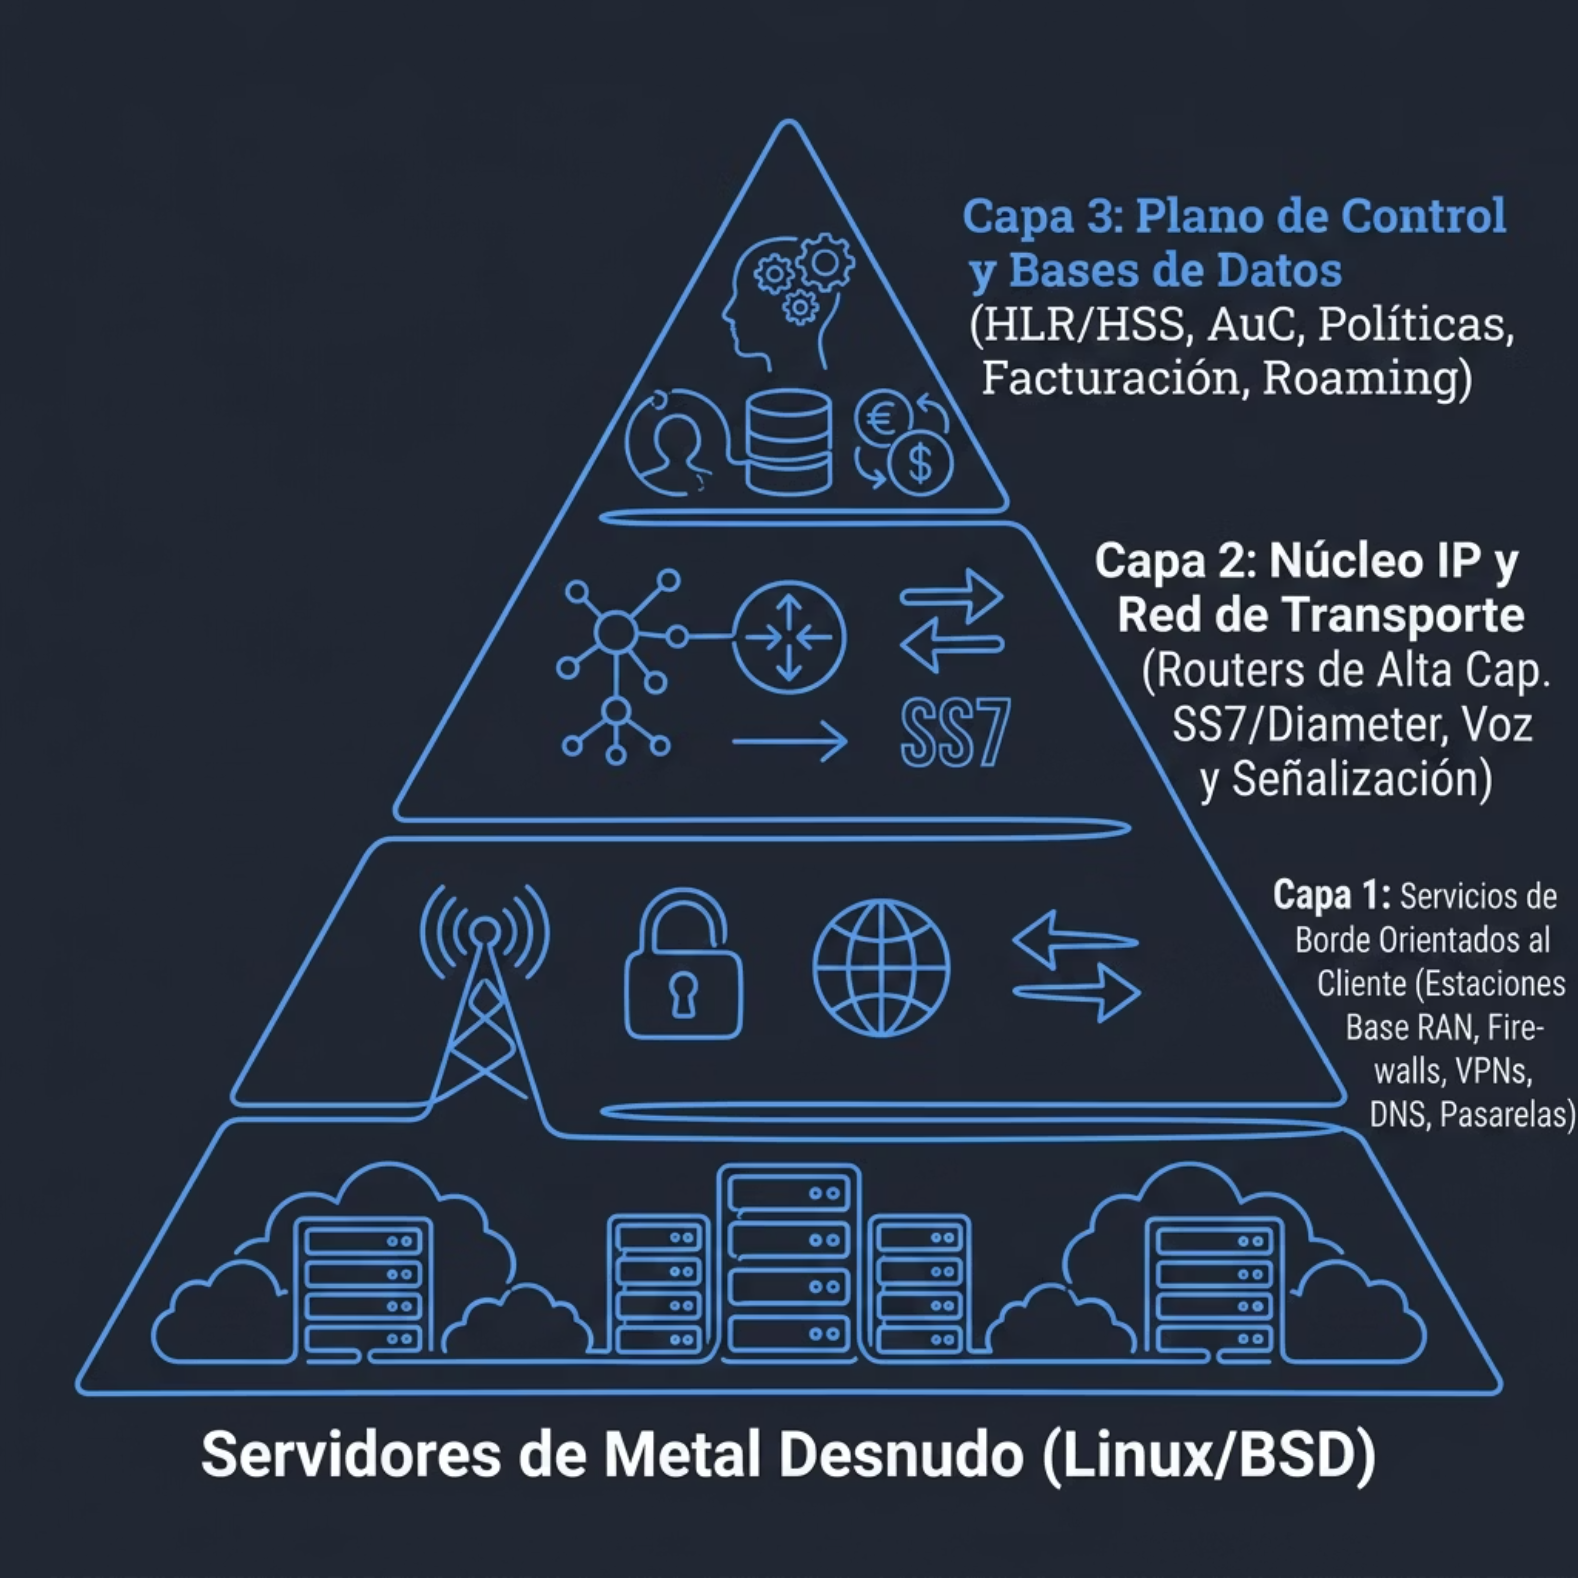 Capa 3: Plano de Control
y Bases de Datos
(HLR/HSS, AuC, Políticas,
Facturación, Roaming)
€
$
Capa 2: Núcleo IP y
Red de Transporte
(Routers de Alta Cap.
SS7/Diameter, Voz
y Señalización)
SS7
Capa 1: Servicios de
Borde Orientados al
Cliente (Estaciones
Base RAN, Fire-
walls, VPNs,
DNS, Pasarelas)
Servidores de Metal Desnudo (Linux/BSD)